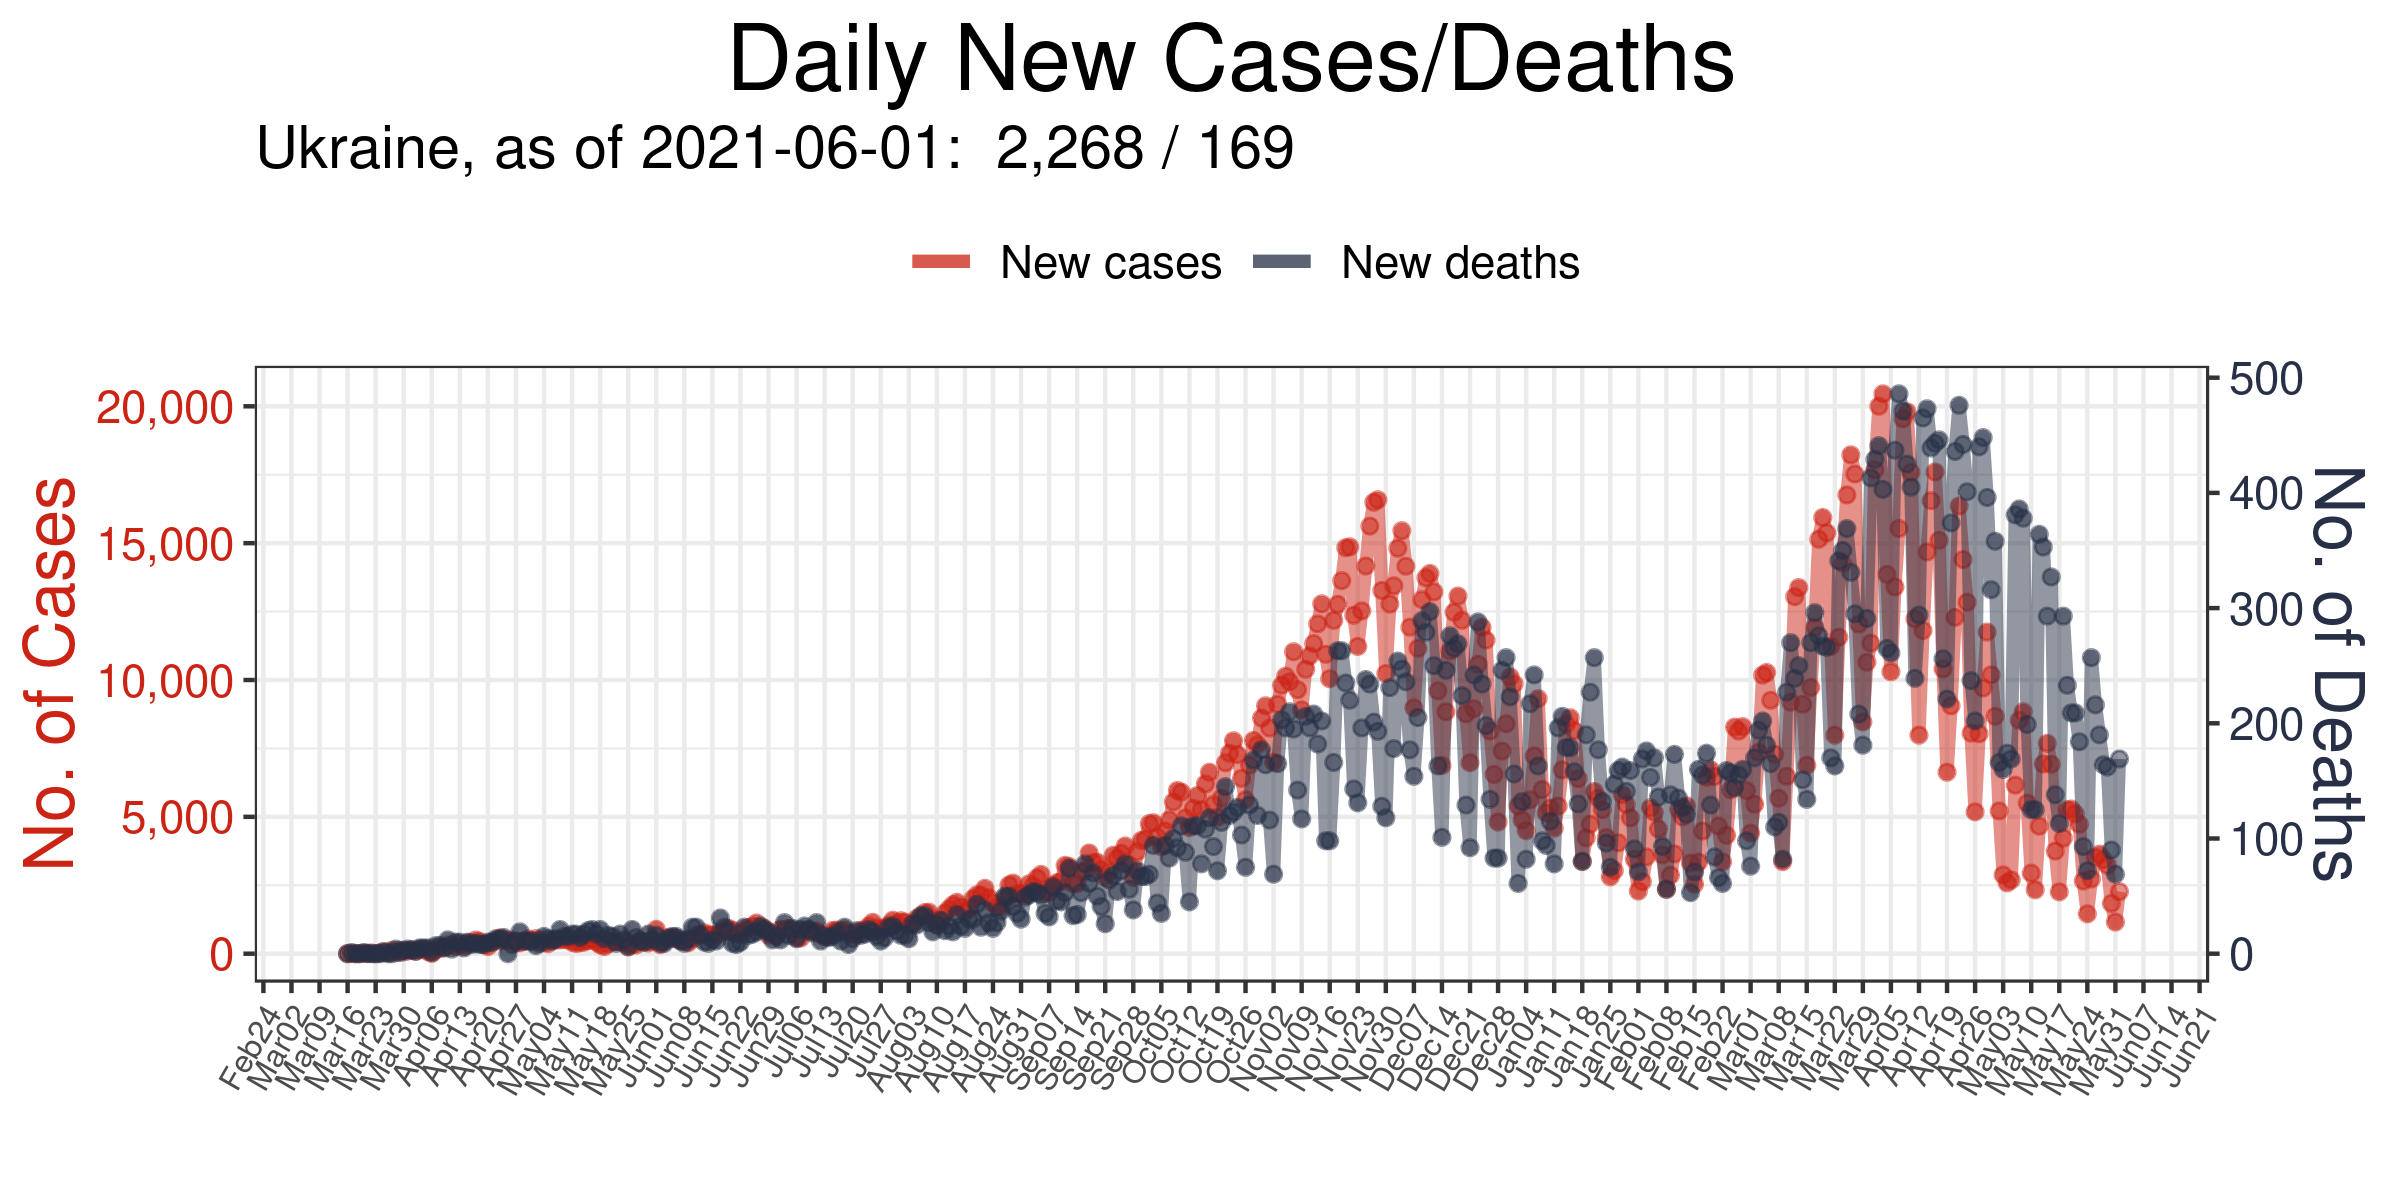 Daily New Cases/Deaths
Ukraine, as of 2021-06-01:  2,268 / 169
New cases
New deaths
No. of Cases
20,000
15,000
10,000
5,000
0
500
400
300
200
100
0
No. of Deaths
Feb24
Mar02
Mar09
Mar16
Mar23
Mar30
Apr06
Apr13
Apr20
Apr27
May04
May11
May18
May25
Jun01
Jun08
Jun15
Jun22
Jun29
Jul06
Jul13
Jul20
Jul27
Aug03
Aug10
Aug17
Aug24
Aug31
Sep07
Sep14
Sep21
Sep28
Oct05
Oct12
Oct19
Oct26
Nov02
Nov09
Nov16
Nov23
Nov30
Dec07
Dec14
Dec21
Dec28
Jan04
Jan11
Jan18
Jan25
Feb01
Feb08
Feb15
Feb22
Mar01
Mar08
Mar15
Mar22
Mar29
Apr05
Apr12
Apr19
Apr26
May03
May10
May17
May24
May31
Jun07
Jun14
Jun21